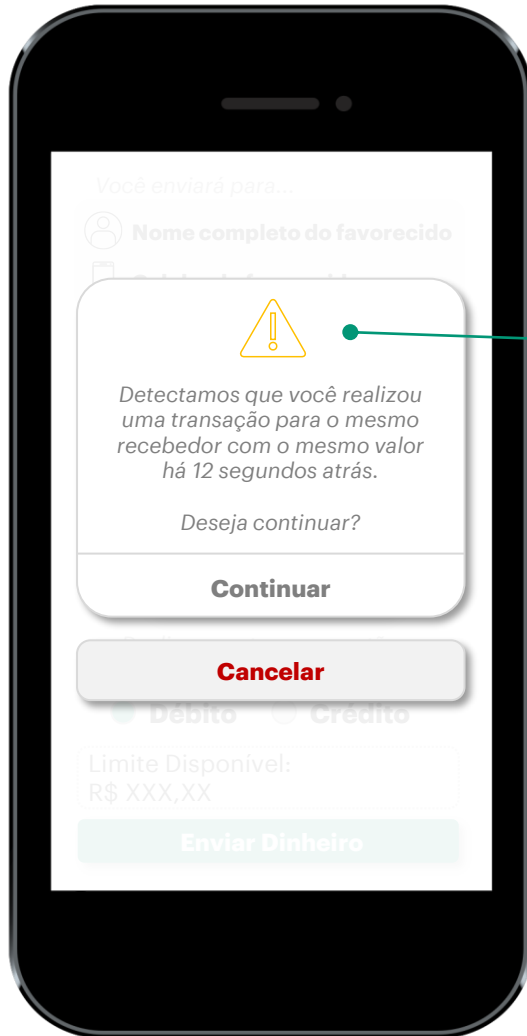 Você enviará para...
Nome completo do favorecido
Detectamos que você realizou
uma transação para o mesmo
recebedor com o mesmo valor
há 12 segundos atrás.
Deseja continuar?
Continuar
Cancelar
Débito Crédito
Limite Disponível:
R$ XXX,XX
Enviar Dinheiro